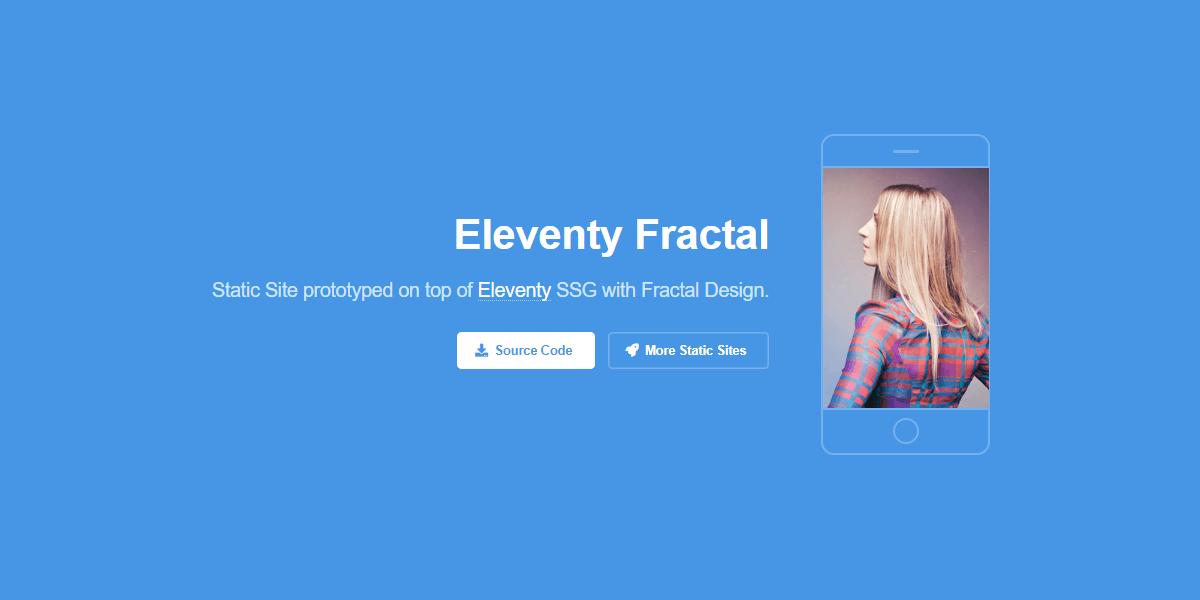 Eleventy Fractal
Static Site prototyped on top of Eleventy SSG with Fractal Design.
Source Code
More Static Sites